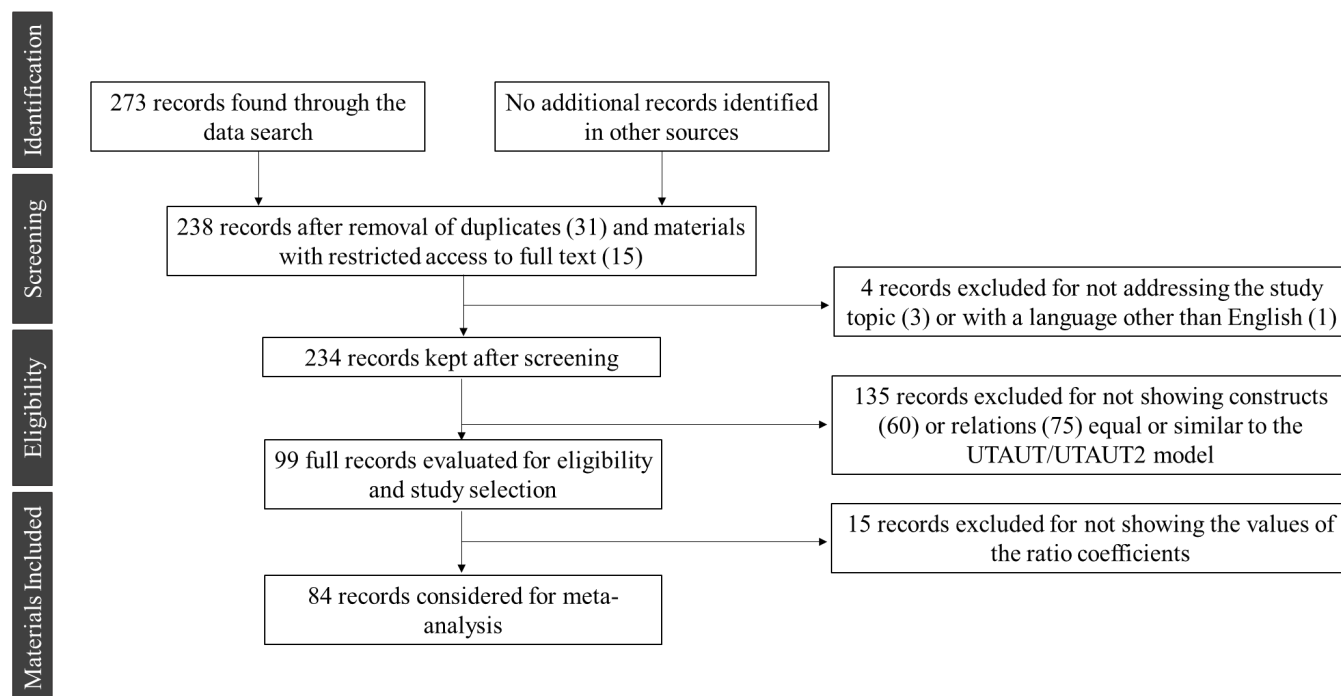 Identification
273 records found through the
data search
No additional records identified
in other sources
Screening
238 records after removal of duplicates (31) and materials
with restricted access to full text (15)
4 records excluded for not addressing the study
topic (3) or with a language other than English (1)
Eligibility
234 records kept after screening
135 records excluded for not showing constructs
(60) or relations (75) equal or similar to the
UTAUT/UTAUT2 model
99 full records evaluated for eligibility
and study selection
Materials Included
15 records excluded for not showing the values of
the ratio coefficients
84 records considered for meta-
analysis